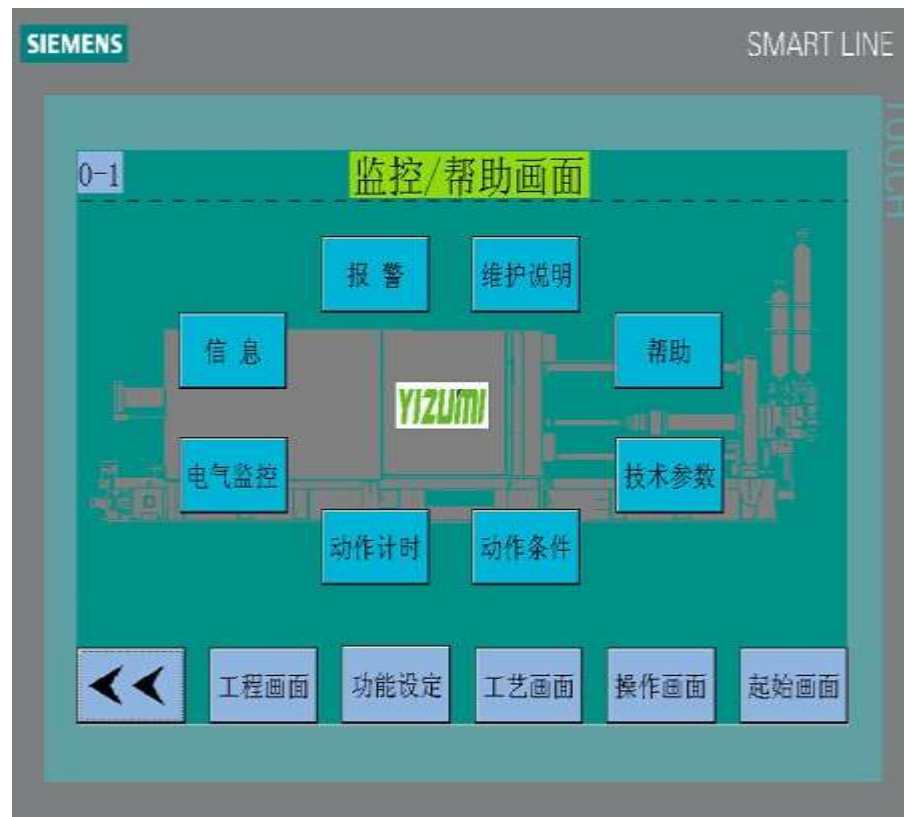 SIEMENS
SMART LINE
TOUCH
0-1
监控/帮助画面
报 警
维护说明
信 息
帮助
YIZUMI
电气监控
技术参数
动作计时
动作条件
工程画面
功能设定
工艺画面
操作画面
起始画面